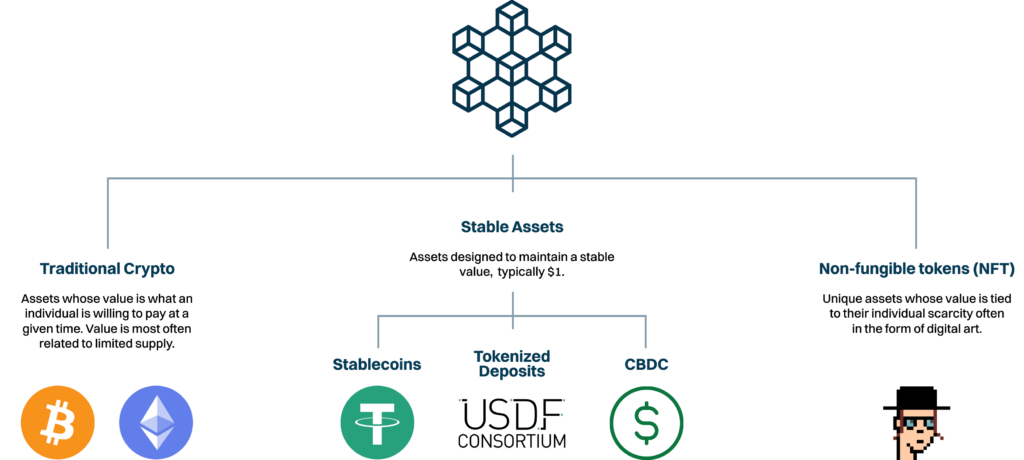 Stable Assets
Assets designed to maintain a stable
value, typically $1.
Traditional Crypto
Assets whose value is what an
individual is willing to pay at a
given time. Value is most often
related to limited supply.
Non-fungible tokens (NFT)
Unique assets whose value is tied
to their individual scarcity often
in the form of digital art.
Stablecoins
Tokenized
Deposits
CBDC
USDF
CONSORTIUM